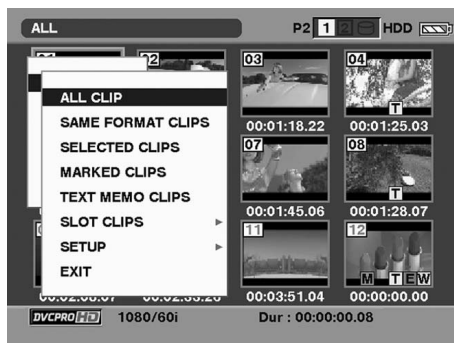 ALL
P2 1 2 HDD
02
03
04
T
00:01:18.22
00:01:25.03
ALL CLIP
SAME FORMAT CLIPS
SELECTED CLIPS
MARKED CLIPS
TEXT MEMO CLIPS
SLOT CLIPS
SETUP
EXIT
07
08
T
00:01:45.06
00:01:28.07
11
12
M T E W
00:03:51.04
00:00:00.00
DVCPRO HD 1080/60i Dur : 00:00:00.08